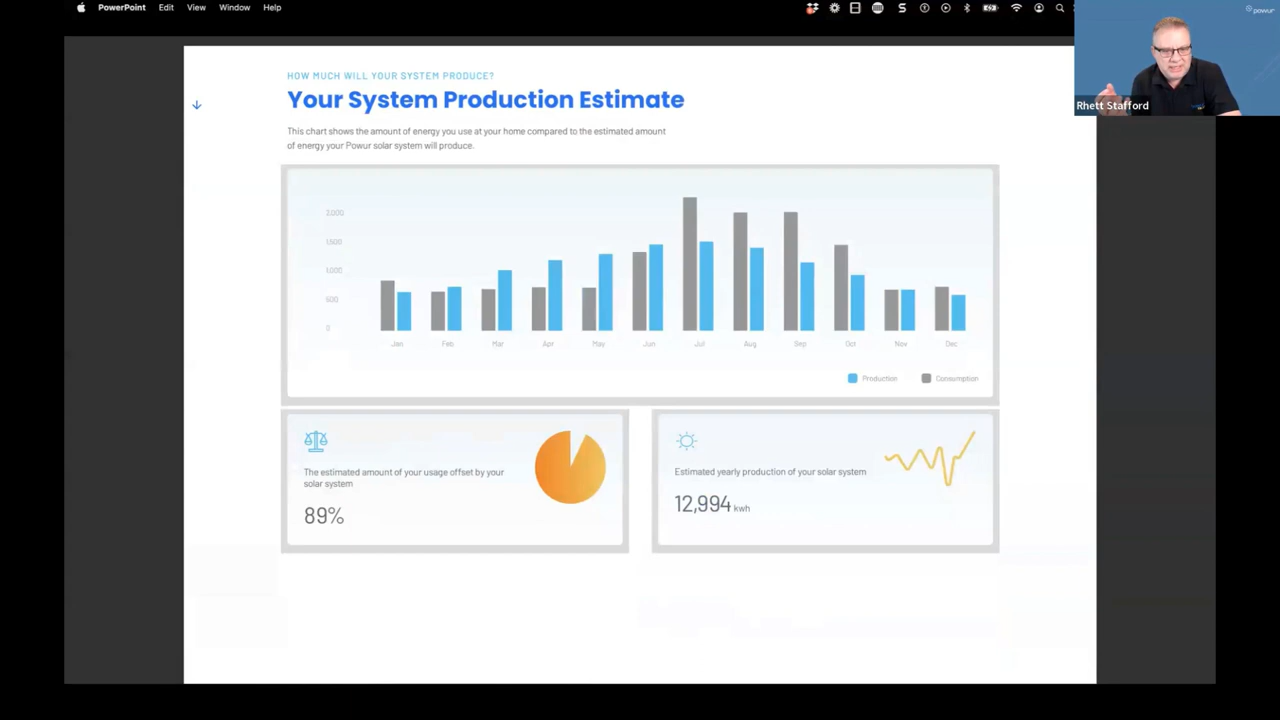 PowerPoint Edit View Window Help
powur
Rhett Stafford
HOW MUCH WILL YOUR SYSTEM PRODUCE?
Your System Production Estimate
This chart shows the amount of energy you use at your home compared to the estimated amount
of energy your Powur solar system will produce.
2,000
1,500
1,000
500
0
Jan Feb Mar Apr May Jun Jul Aug Sep Oct Nov Dec
Production Consumption
The estimated amount of your usage offset by your
solar system
89%
Estimated yearly production of your solar system
12,994 kwh